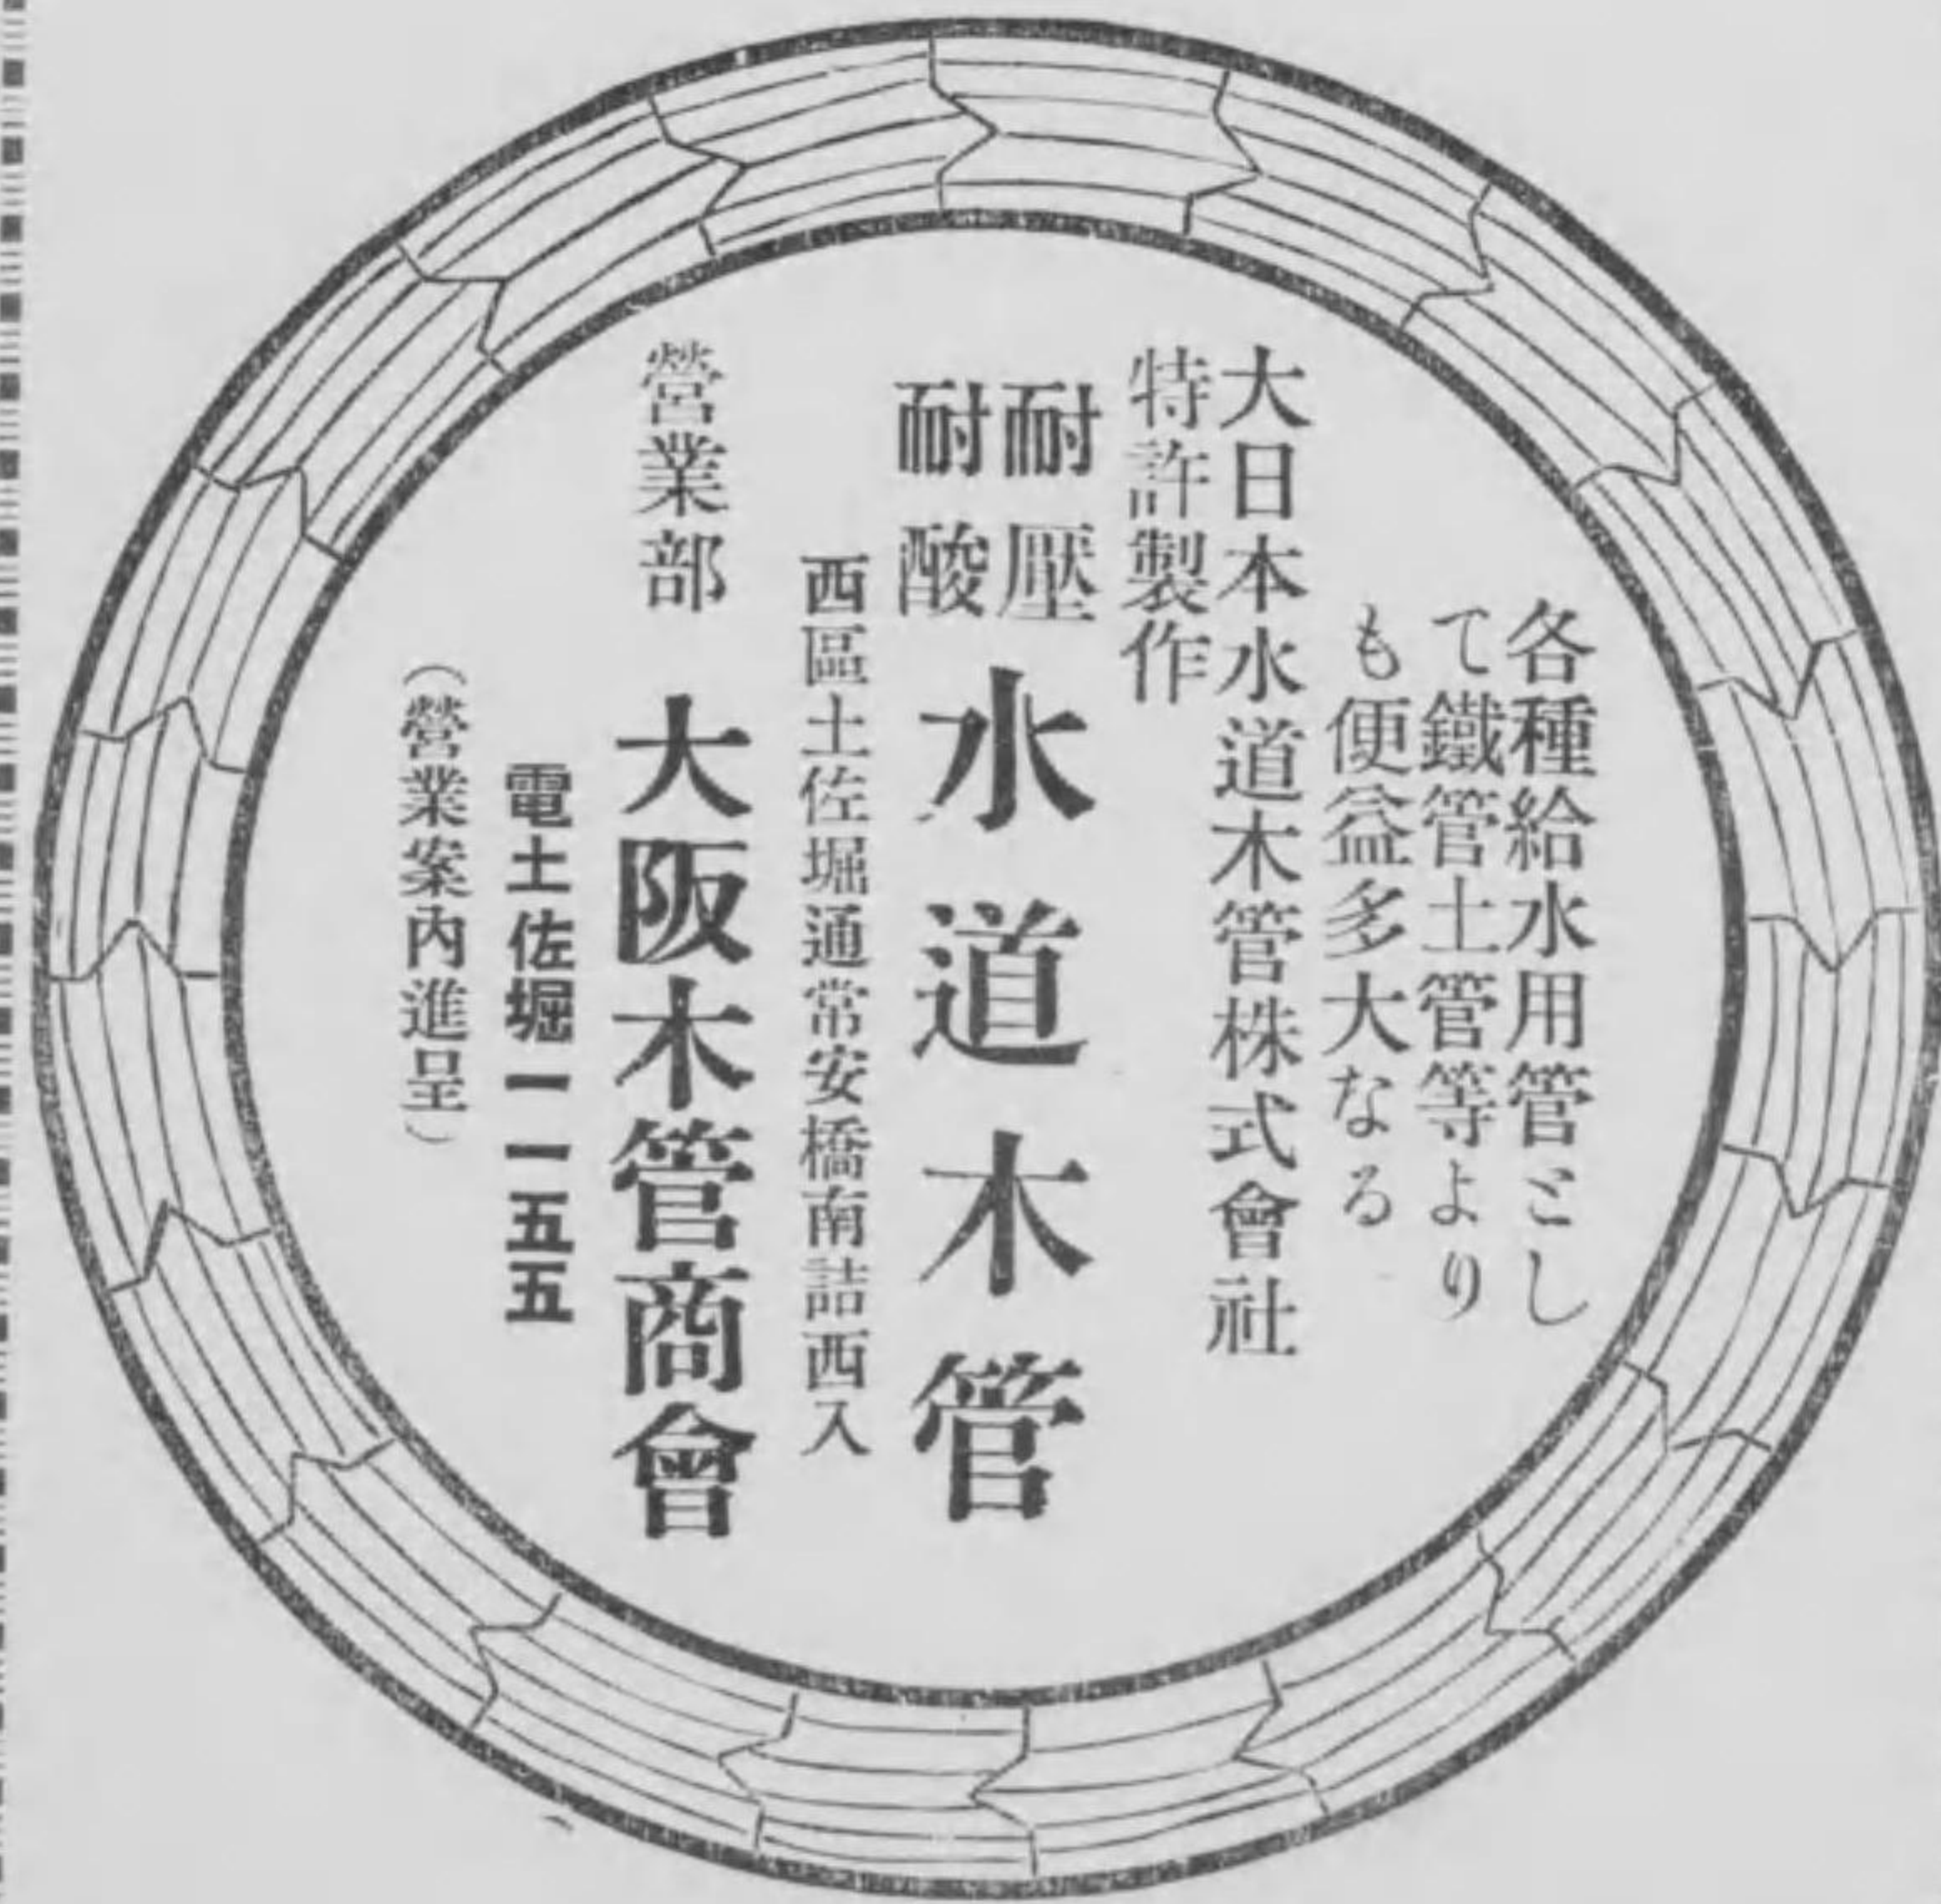 各種給水用管とし
て鐵管土管等より
も便益多大なる
大日本水道木管株式會社
特許製作
耐壓
耐酸
水道木管
西區土佐堀通常安橋南詰西入
營業部 大阪木管商會
電土佐堀一一五五
(營業案內進呈)